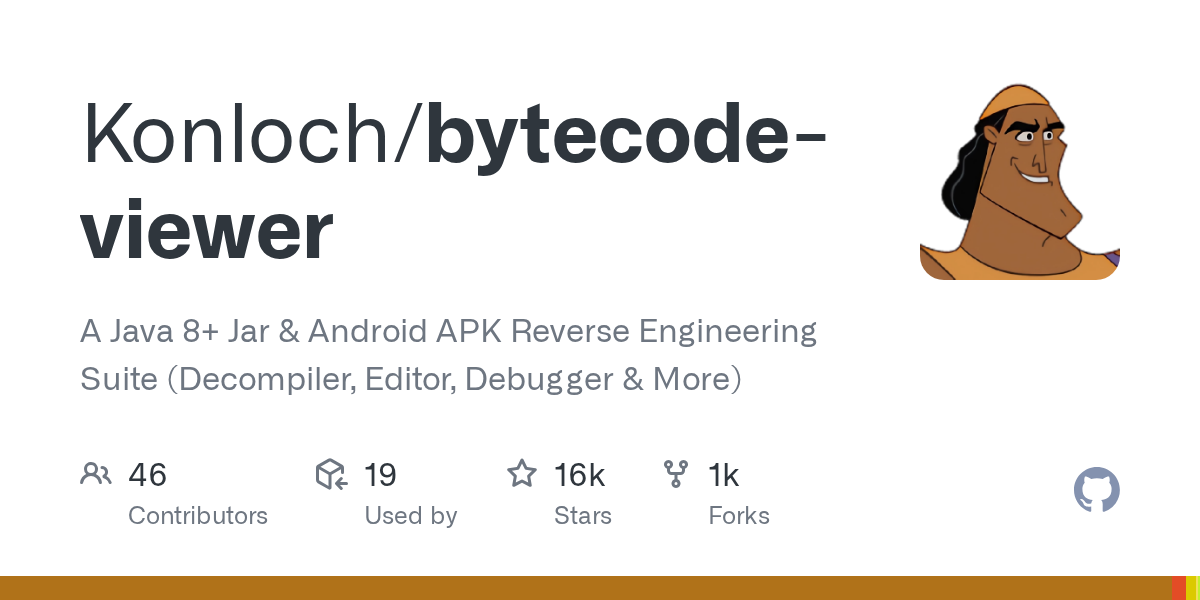 Konloch/bytecode-
viewer
A Java 8+ Jar & Android APK Reverse Engineering
Suite (Decompiler, Editor, Debugger & More)
46 19 16k 1k
Contributors Used by Stars Forks